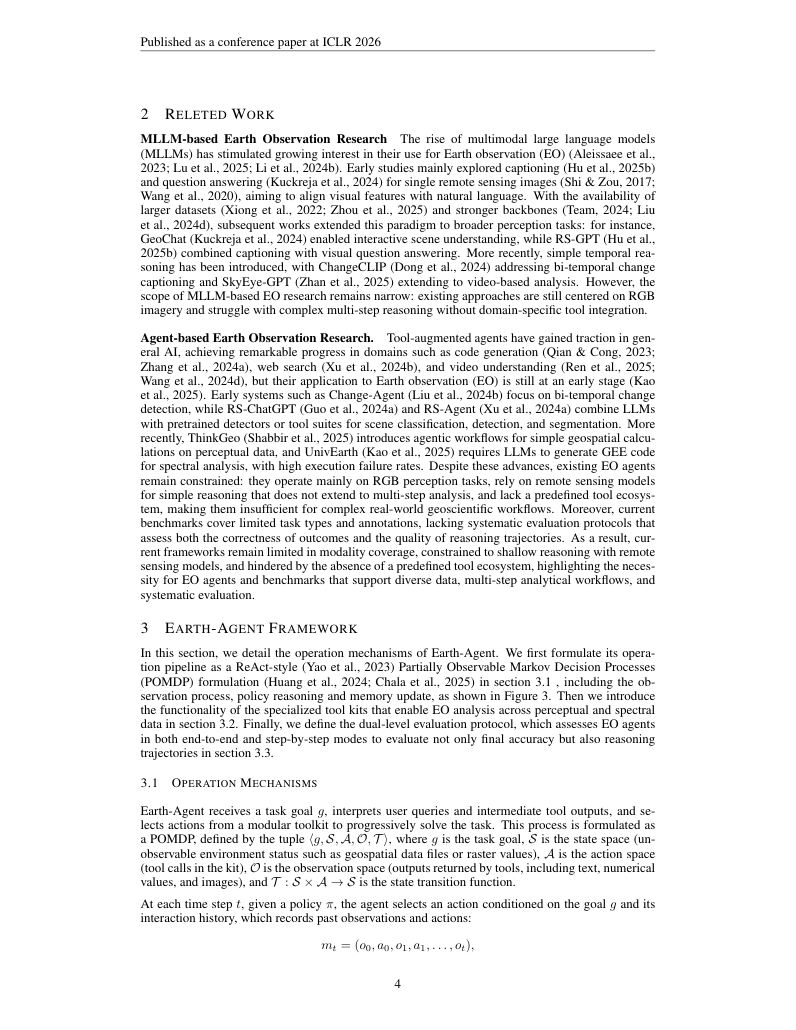 Published as a conference paper at ICLR 2026
2 RELETED WORK
MLLM-based Earth Observation Research The rise of multimodal large language models
(MLLMs) has stimulated growing interest in their use for Earth observation (EO) (Aleissaee et al.,
2023; Lu et al., 2025; Li et al., 2024b). Early studies mainly explored captioning (Hu et al., 2025b)
and question answering (Kuckreja et al., 2024) for single remote sensing images (Shi & Zou, 2017;
Wang et al., 2020), aiming to align visual features with natural language. With the availability of
larger datasets (Xiong et al., 2022; Zhou et al., 2025) and stronger backbones (Team, 2024; Liu
et al., 2024d), subsequent works extended this paradigm to broader perception tasks: for instance,
GeoChat (Kuckreja et al., 2024) enabled interactive scene understanding, while RS-GPT (Hu et al.,
2025b) combined captioning with visual question answering. More recently, simple temporal rea-
soning has been introduced, with ChangeCLIP (Dong et al., 2024) addressing bi-temporal change
captioning and SkyEye-GPT (Zhan et al., 2025) extending to video-based analysis. However, the
scope of MLLM-based EO research remains narrow: existing approaches are still centered on RGB
imagery and struggle with complex multi-step reasoning without domain-specific tool integration.
Agent-based Earth Observation Research. Tool-augmented agents have gained traction in gen-
eral AI, achieving remarkable progress in domains such as code generation (Qian & Cong, 2023;
Zhang et al., 2024a), web search (Xu et al., 2024b), and video understanding (Ren et al., 2025;
Wang et al., 2024d), but their application to Earth observation (EO) is still at an early stage (Kao
et al., 2025). Early systems such as Change-Agent (Liu et al., 2024b) focus on bi-temporal change
detection, while RS-ChatGPT (Guo et al., 2024a) and RS-Agent (Xu et al., 2024a) combine LLMs
with pretrained detectors or tool suites for scene classification, detection, and segmentation. More
recently, ThinkGeo (Shabbir et al., 2025) introduces agentic workflows for simple geospatial calcu-
lations on perceptual data, and UnivEarth (Kao et al., 2025) requires LLMs to generate GEE code
for spectral analysis, with high execution failure rates. Despite these advances, existing EO agents
remain constrained: they operate mainly on RGB perception tasks, rely on remote sensing models
for simple reasoning that does not extend to multi-step analysis, and lack a predefined tool ecosys-
tem, making them insufficient for complex real-world geoscientific workflows. Moreover, current
benchmarks cover limited task types and annotations, lacking systematic evaluation protocols that
assess both the correctness of outcomes and the quality of reasoning trajectories. As a result, cur-
rent frameworks remain limited in modality coverage, constrained to shallow reasoning with remote
sensing models, and hindered by the absence of a predefined tool ecosystem, highlighting the neces-
sity for EO agents and benchmarks that support diverse data, multi-step analytical workflows, and
systematic evaluation.
3 EARTH-AGENT FRAMEWORK
In this section, we detail the operation mechanisms of Earth-Agent. We first formulate its opera-
tion pipeline as a ReAct-style (Yao et al., 2023) Partially Observable Markov Decision Processes
(POMDP) formulation (Huang et al., 2024; Chala et al., 2025) in section 3.1 , including the ob-
servation process, policy reasoning and memory update, as shown in Figure 3. Then we introduce
the functionality of the specialized tool kits that enable EO analysis across perceptual and spectral
data in section 3.2. Finally, we define the dual-level evaluation protocol, which assesses EO agents
in both end-to-end and step-by-step modes to evaluate not only final accuracy but also reasoning
trajectories in section 3.3.
3.1 OPERATION MECHANISMS
Earth-Agent receives a task goal g, interprets user queries and intermediate tool outputs, and se-
lects actions from a modular toolkit to progressively solve the task. This process is formulated as
a POMDP, defined by the tuple ⟨g, 𝒮, 𝒜, 𝒪, 𝒯⟩, where g is the task goal, 𝒮 is the state space (un-
observable environment status such as geospatial data files or raster values), 𝒜 is the action space
(tool calls in the kit), 𝒪 is the observation space (outputs returned by tools, including text, numerical
values, and images), and 𝒯 : 𝒮 × 𝒜 → 𝒮 is the state transition function.
At each time step t, given a policy π, the agent selects an action conditioned on the goal g and its
interaction history, which records past observations and actions:
mₜ = (o₀, a₀, o₁, a₁, . . . , oₜ),
4